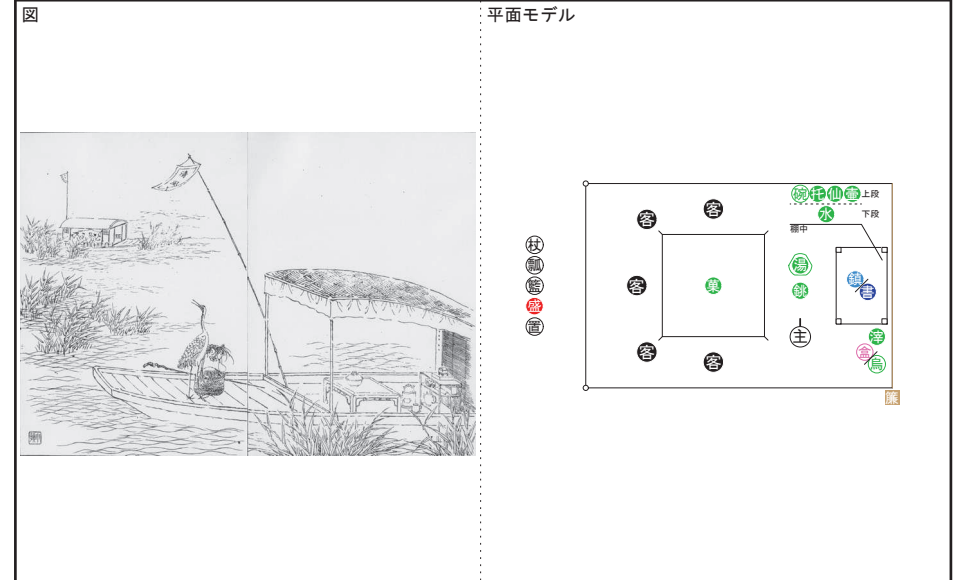 図
平面モデル
客
客
客
客
客
菓
杖
瓢
籃
盛
置
碗托仙壷上段
水 下段
棚中
湯
銚
主
鎮
書
滓
盒
烏
簾